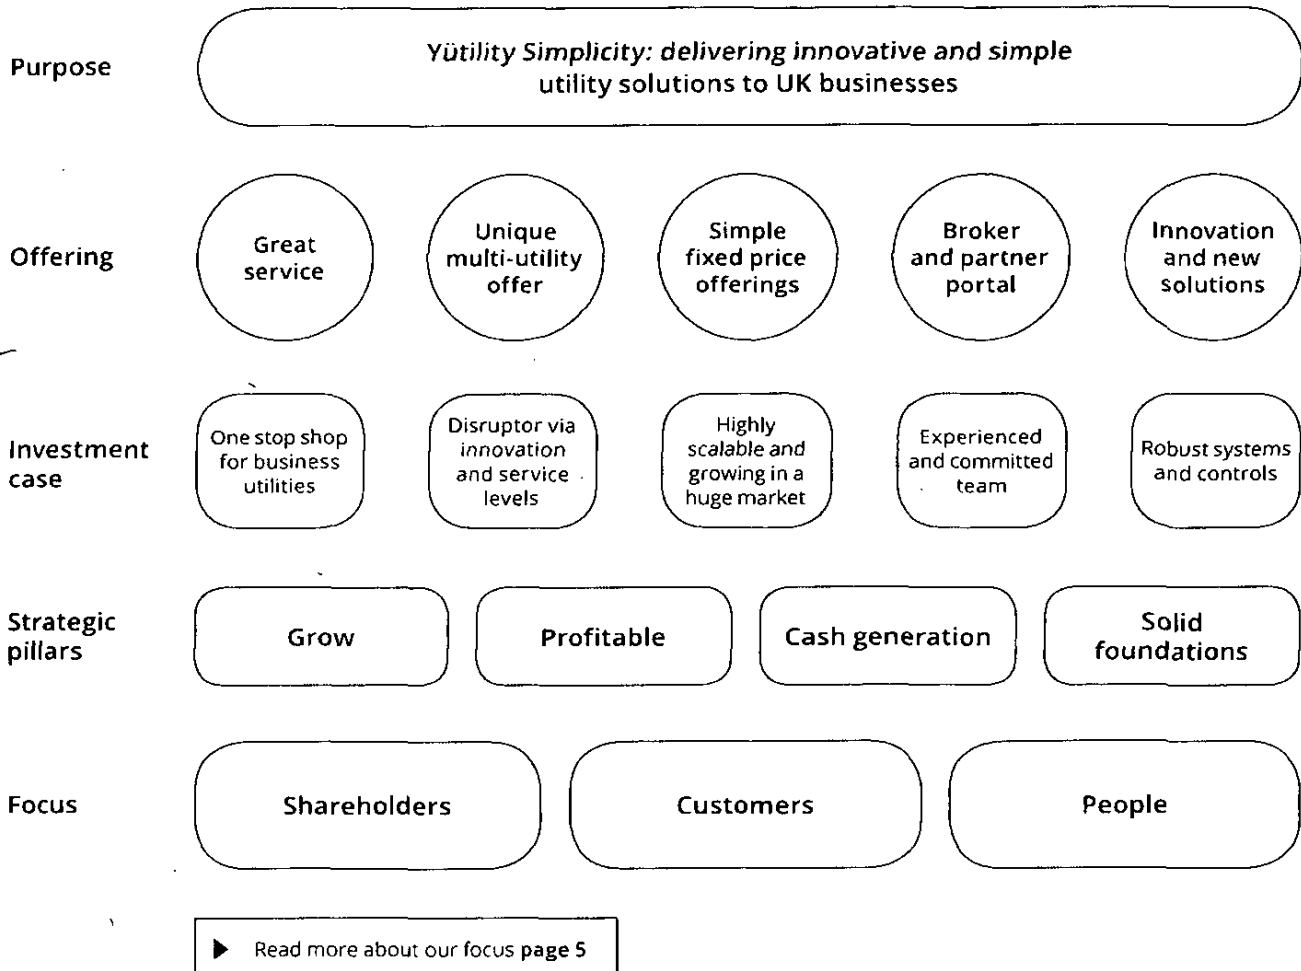 Purpose
Yütility Simplicity: delivering innovative and simple
utility solutions to UK businesses
Offering
Great
service
Unique
multi-utility
offer
Simple
fixed price
offerings
Broker
and partner
portal
Innovation
and new
solutions
Investment
case
One stop shop
for business
utilities
Disruptor via
innovation
and service
levels
Highly
scalable and
growing in a
huge market
Experienced
and committed
team
Robust systems
and controls
Strategic
pillars
Grow
Profitable
Cash generation
Solid
foundations
Focus
Shareholders
Customers
People
Read more about our focus page 5